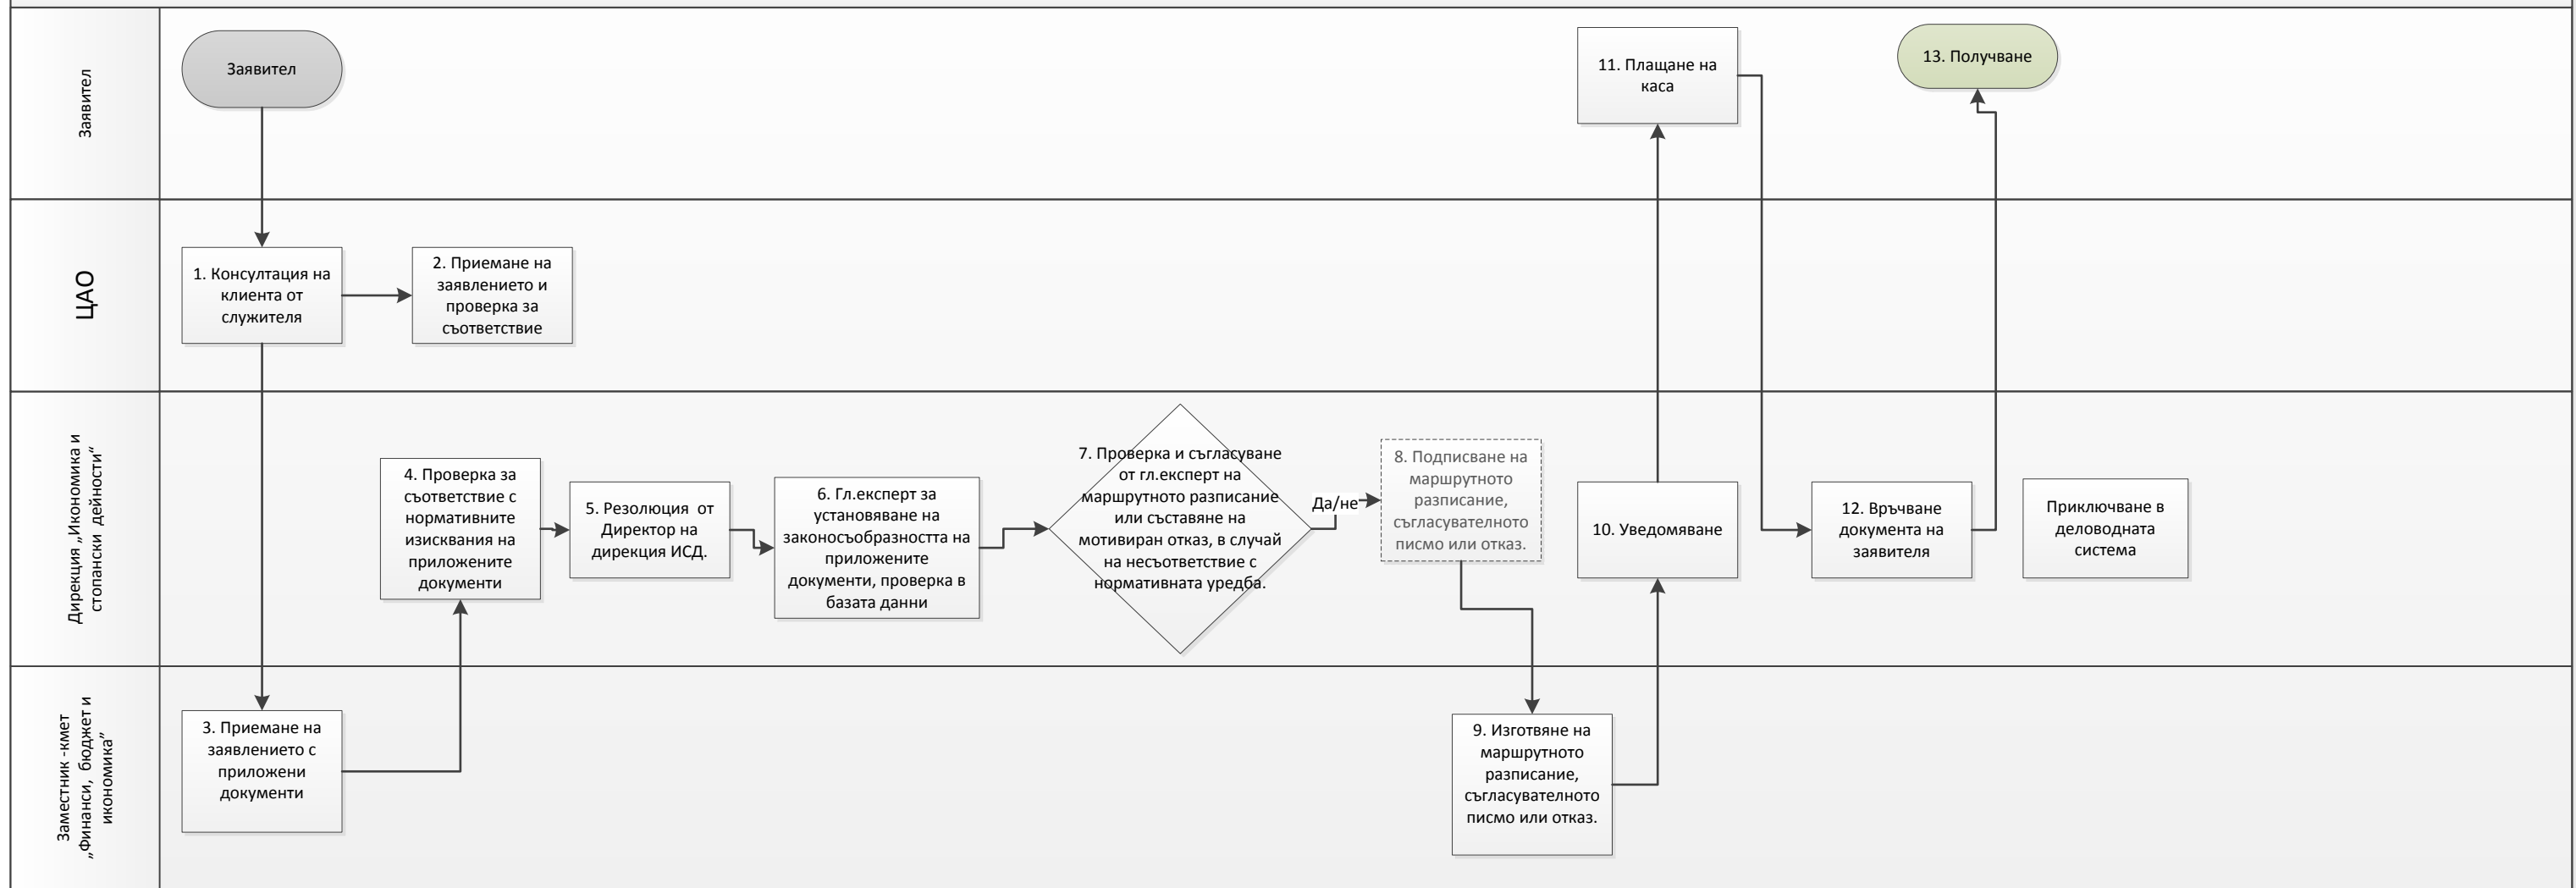 Заявител
Заявител
11. Плащане на
каса
13. Получване
ЦАО
1. Консултация на
клиента от
служителя
2. Приемане на
заявлението и
проверка за
съответствие
Дирекция „Икономика и
стопански дейности“
4. Проверка за
съответствие с
нормативните
изисквания на
приложените
документи
5. Резолюция от
Директор на
дирекция ИСД.
6. Гл.експерт за
установяване на
законосъобразността на
приложените
документи, проверка в
базата данни
7. Проверка и съгласуване
от гл.експерт на
маршрутното разписание
или съставяне на
мотивиран отказ, в случай
на несъответствие с
нормативната уредба.
Да/не
8. Подписване на
маршрутното
разписание,
съгласувателното
писмо или отказ.
10. Уведомяване
12. Връчване
документа на
заявителя
Приключване в
деловодната
система
Заместник -кмет
„Финанси, бюджет и
икономика”
3. Приемане на
заявлението с
приложени
документи
9. Изготвяне на
маршрутното
разписание,
съгласувателното
писмо или отказ.